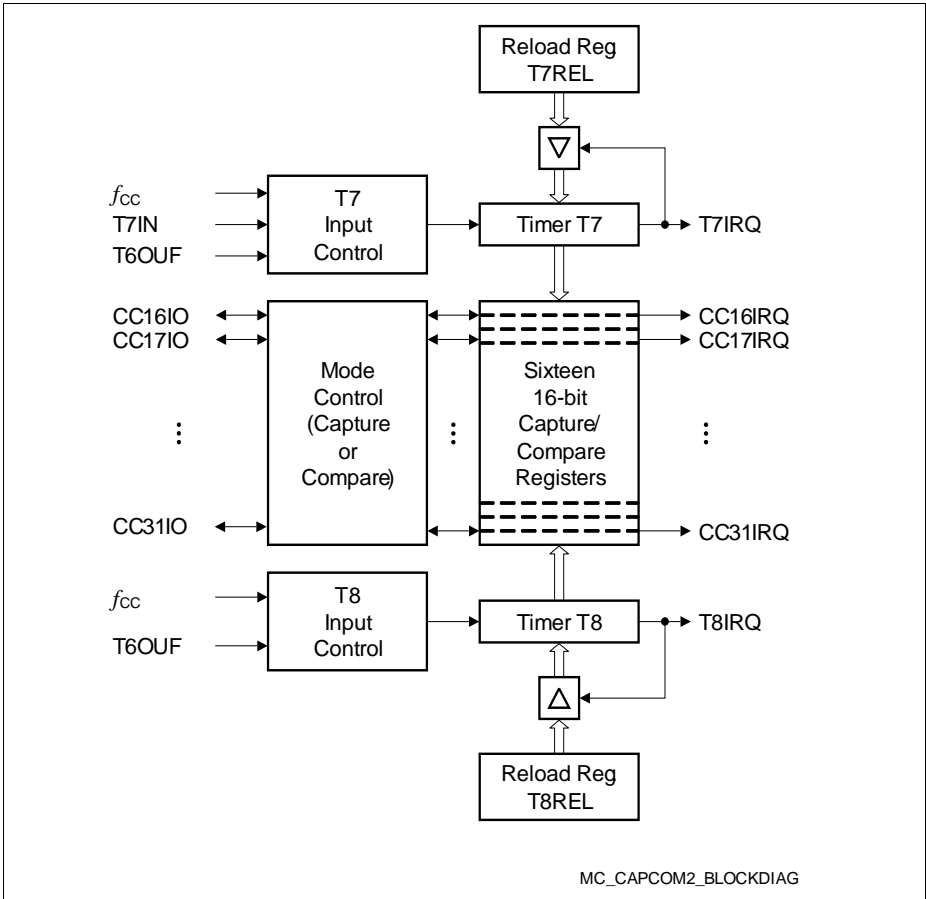 Reload Reg
T7REL
fCC
T7IN
T6OUF
T7
Input
Control
Timer T7
T7IRQ
CC16IO
CC17IO
CC31IO
Mode
Control
(Capture
or
Compare)
Sixteen
16-bit
Capture/
Compare
Registers
CC16IRQ
CC17IRQ
CC31IRQ
fCC
T6OUF
T8
Input
Control
Timer T8
T8IRQ
Reload Reg
T8REL
MC_CAPCOM2_BLOCKDIAG